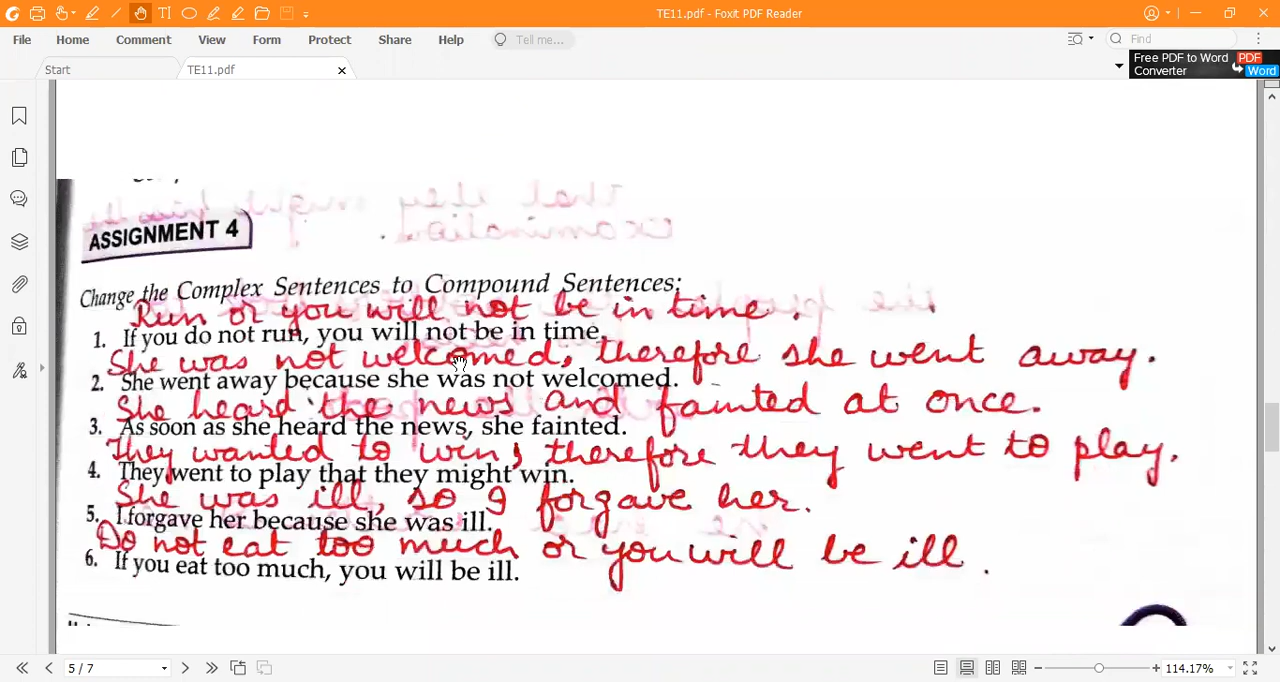 TE11.pdf - Foxit PDF Reader
File Home Comment View Form Protect Share Help Tell me... Find
Start TE11.pdf Free PDF to Word Converter PDF Word
ASSIGNMENT 4
Change the Complex Sentences to Compound Sentences:
Run or you will not be in time.
1. If you do not run, you will not be in time.
She was not welcomed, therefore she went away.
2. She went away because she was not welcomed.
She heard the news and fainted at once.
3. As soon as she heard the news, she fainted.
They wanted to win, therefore they went to play.
4. They went to play that they might win.
She was ill, so I forgave her.
5. I forgave her because she was ill.
Do not eat too much or you will be ill.
6. If you eat too much, you will be ill.
5 / 7 114.17%